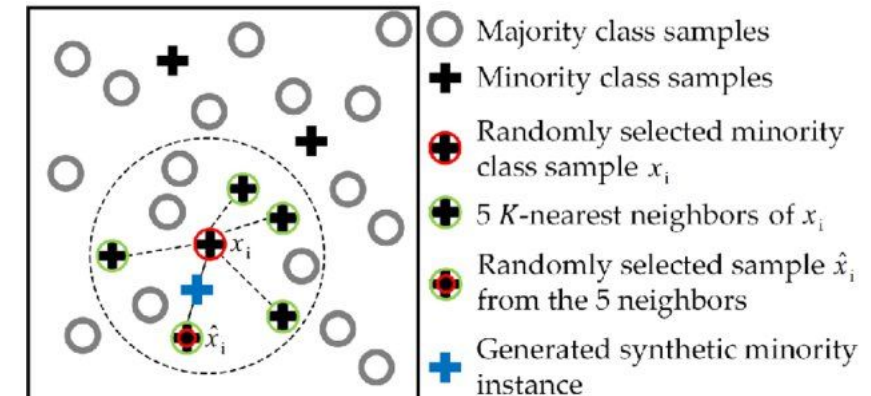 Majority class samples
Minority class samples
Randomly selected minority
class sample xi
5 K-nearest neighbors of xi
Randomly selected sample x̂i
from the 5 neighbors
Generated synthetic minority
instance
xi
x̂i